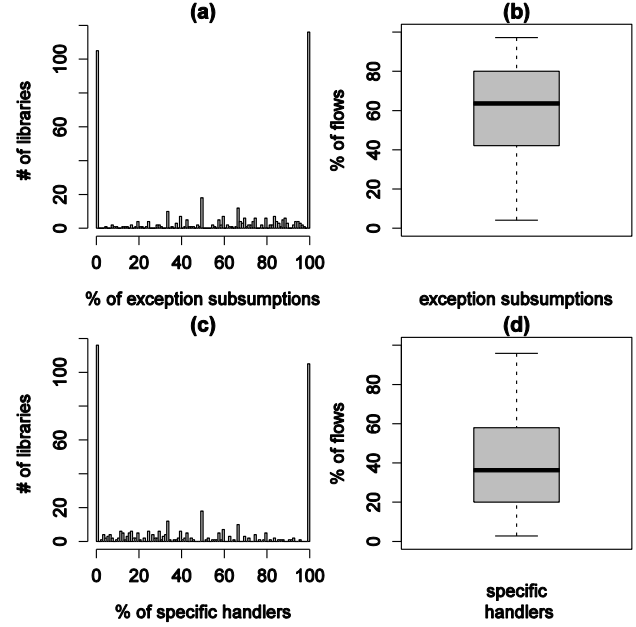 (a)
# of libraries
0 20 60 100
0 20 40 60 80 100
% of exception subsumptions
(b)
% of flows
0 20 40 60 80
exception subsumptions
(c)
# of libraries
0 20 60 100
0 20 40 60 80 100
% of specific handlers
(d)
% of flows
0 20 40 60 80
specific
handlers